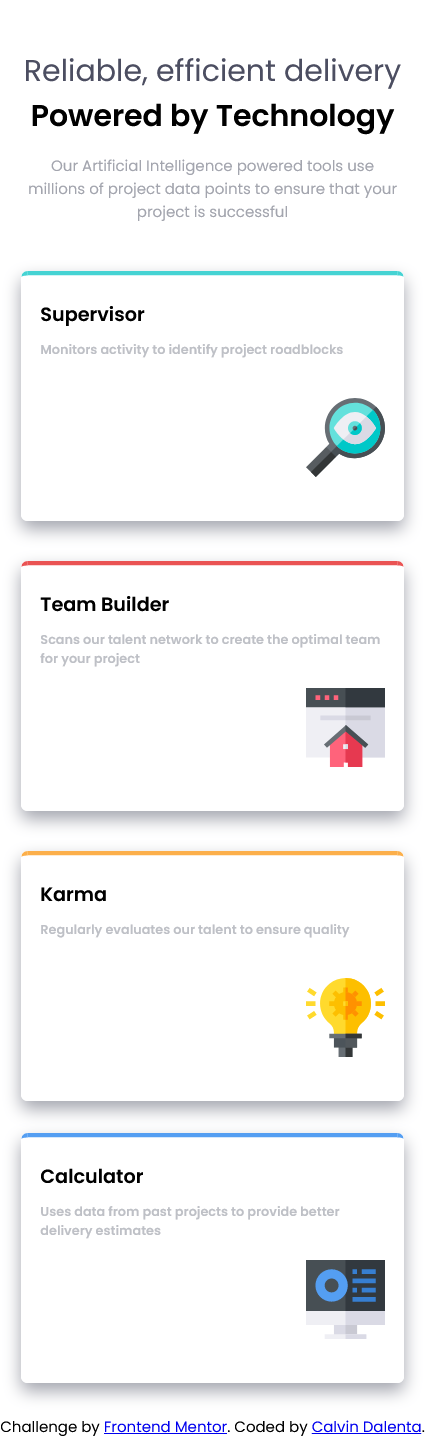 Reliable, efficient delivery
Powered by Technology
Our Artificial Intelligence powered tools use
millions of project data points to ensure that your
project is successful
Supervisor
Monitors activity to identify project roadblocks
Team Builder
Scans our talent network to create the optimal team
for your project
Karma
Regularly evaluates our talent to ensure quality
Calculator
Uses data from past projects to provide better
delivery estimates
Challenge by Frontend Mentor. Coded by Calvin Dalenta.